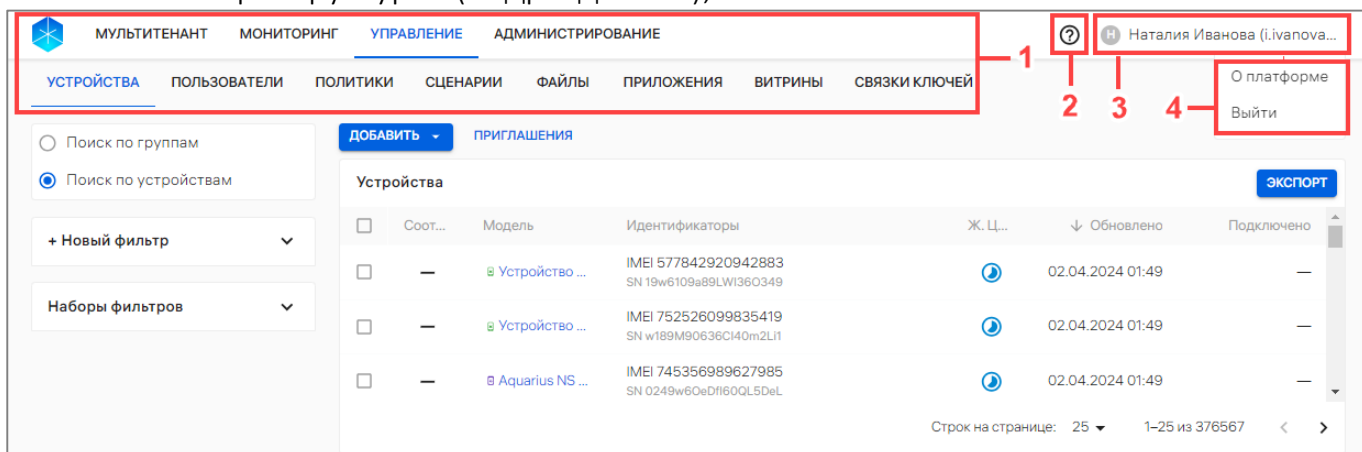 МУЛЬТИТЕНАНТ МОНИТОРИНГ УПРАВЛЕНИЕ АДМИНИСТРИРОВАНИЕ Н Наталия Иванова (i.ivanova...
1
УСТРОЙСТВА ПОЛЬЗОВАТЕЛИ ПОЛИТИКИ СЦЕНАРИИ ФАЙЛЫ ПРИЛОЖЕНИЯ ВИТРИНЫ СВЯЗКИ КЛЮЧЕЙ О платформе
2 3 4
Выйти
Поиск по группам ДОБАВИТЬ ПРИГЛАШЕНИЯ
Поиск по устройствам Устройства ЭКСПОРТ
+ Новый фильтр Соот... Модель Идентификаторы Ж. Ц... ↓ Обновлено Подключено
— Устройство ... IMEI 577842920942883 02.04.2024 01:49 —
SN 19w6109a89LWI36O349
Наборы фильтров
— Устройство ... IMEI 752526099835419 02.04.2024 01:49 —
SN w189M90636CI40m2Li1
— Aquarius NS ... IMEI 745356989627985 02.04.2024 01:49 —
SN 0249w6OeDfI60QL5DeL
Строк на странице: 25 1–25 из 376567 < >